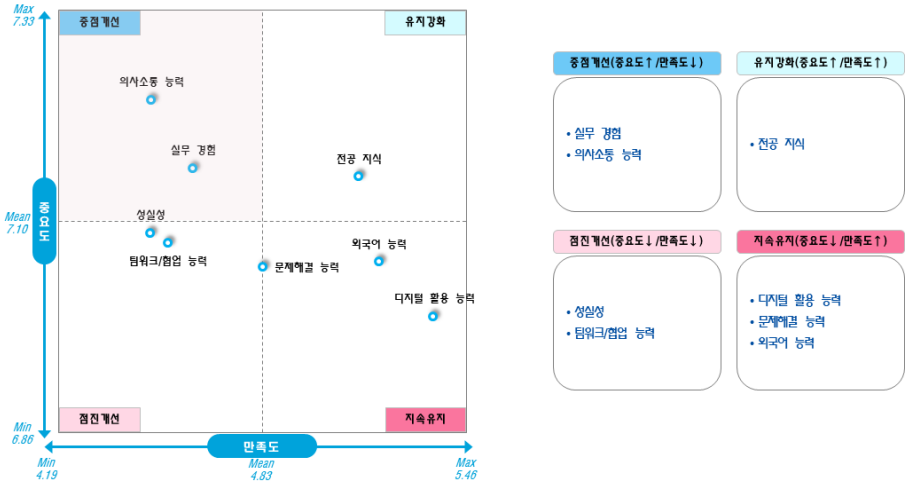 Max
7.33
중점개선
유지강화
의사소통 능력
실무 경험
전공 지식
Mean
7.10
중요도
성실성
팀워크/협업 능력
외국어 능력
문제해결 능력
디지털 활용 능력
Min
6.86
점진개선
지속유지
만족도
Min
4.19
Mean
4.83
Max
5.46
중점개선(중요도↑/만족도↓)
• 실무 경험
• 의사소통 능력
유지강화(중요도↑/만족도↑)
• 전공 지식
점진개선(중요도↓/만족도↓)
• 성실성
• 팀워크/협업 능력
지속유지(중요도↓/만족도↑)
• 디지털 활용 능력
• 문제해결 능력
• 외국어 능력